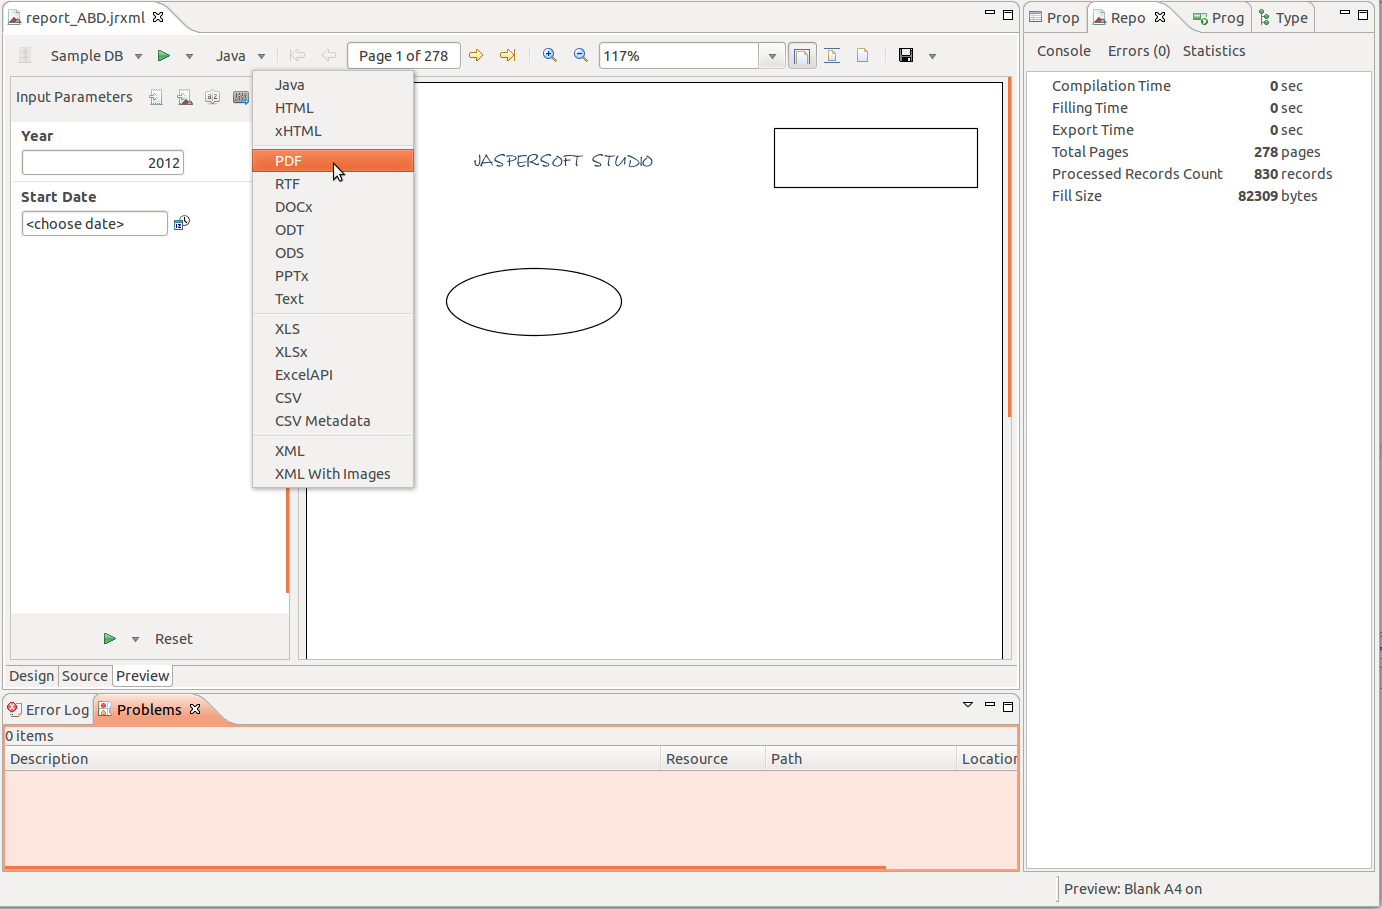 report_ABD.jrxml
Prop
Repo
Prog
Type
Sample DB
Java
Page 1 of 278
117%
Console Errors (0) Statistics
Input Parameters
Year
2012
Start Date
<choose date>
Java
HTML
xHTML
PDF
RTF
DOCx
ODT
ODS
PPTx
Text
XLS
XLSx
ExcelAPI
CSV
CSV Metadata
XML
XML With Images
JASPERSOFT STUDIO
Compilation Time 0 sec
Filling Time 0 sec
Export Time 0 sec
Total Pages 278 pages
Processed Records Count 830 records
Fill Size 82309 bytes
Reset
Design Source Preview
Error Log Problems
0 items
Description Resource Path Location
Preview: Blank A4 on